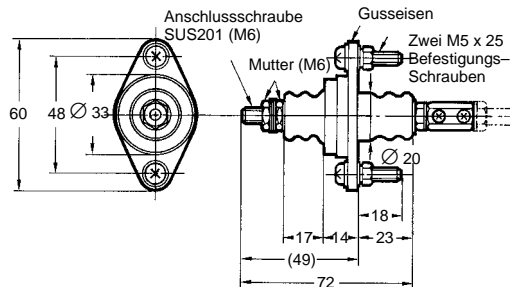 Anschlussschraube
SUS201 (M6)
Gusseisen
Mutter (M6)
Zwei M5 x 25
Befestigungs–
Schrauben
60
48
∅ 33
∅ 20
18
17
14
23
(49)
72